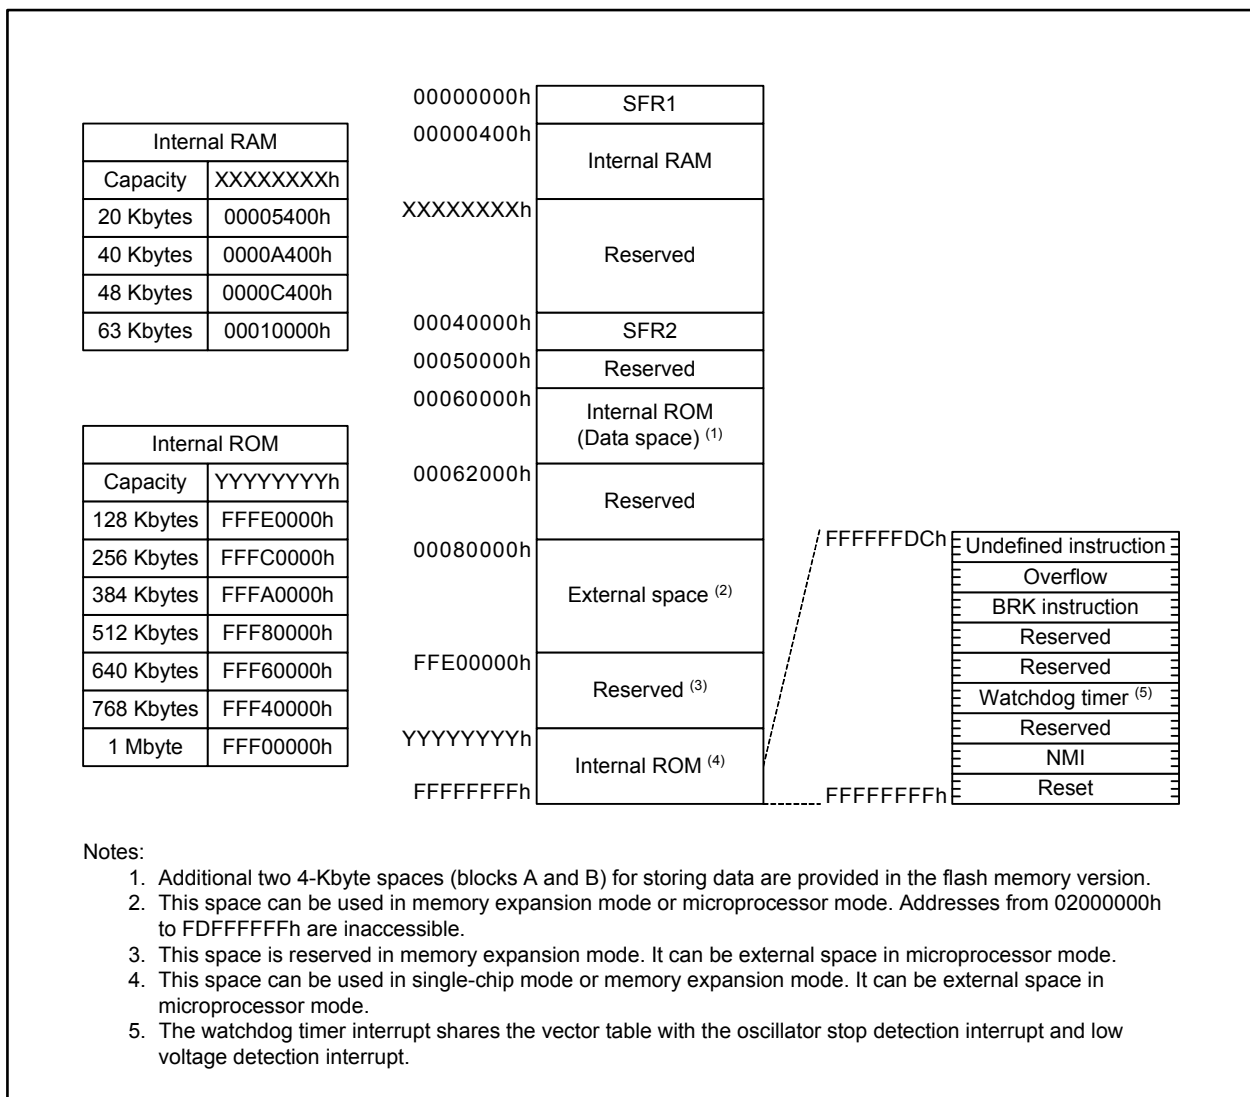 Internal RAM
Capacity XXXXXXXXh
20 Kbytes 00005400h
40 Kbytes 0000A400h
48 Kbytes 0000C400h
63 Kbytes 00010000h
Internal ROM
Capacity YYYYYYYYh
128 Kbytes FFFE0000h
256 Kbytes FFFC0000h
384 Kbytes FFFA0000h
512 Kbytes FFF80000h
640 Kbytes FFF60000h
768 Kbytes FFF40000h
1 Mbyte FFF00000h
00000000h
SFR1
00000400h
Internal RAM
XXXXXXXXh
Reserved
00040000h
SFR2
00050000h
Reserved
00060000h
Internal ROM
(Data space) (1)
00062000h
Reserved
00080000h
External space (2)
FFE00000h
Reserved (3)
YYYYYYYYh
Internal ROM (4)
FFFFFFFFh
FFFFFFDCh
Undefined instruction
Overflow
BRK instruction
Reserved
Reserved
Watchdog timer (5)
Reserved
NMI
Reset
FFFFFFFFh
Notes:
1. Additional two 4-Kbyte spaces (blocks A and B) for storing data are provided in the flash memory version.
2. This space can be used in memory expansion mode or microprocessor mode. Addresses from 02000000h
to FDFFFFFFh are inaccessible.
3. This space is reserved in memory expansion mode. It can be external space in microprocessor mode.
4. This space can be used in single-chip mode or memory expansion mode. It can be external space in
microprocessor mode.
5. The watchdog timer interrupt shares the vector table with the oscillator stop detection interrupt and low
voltage detection interrupt.